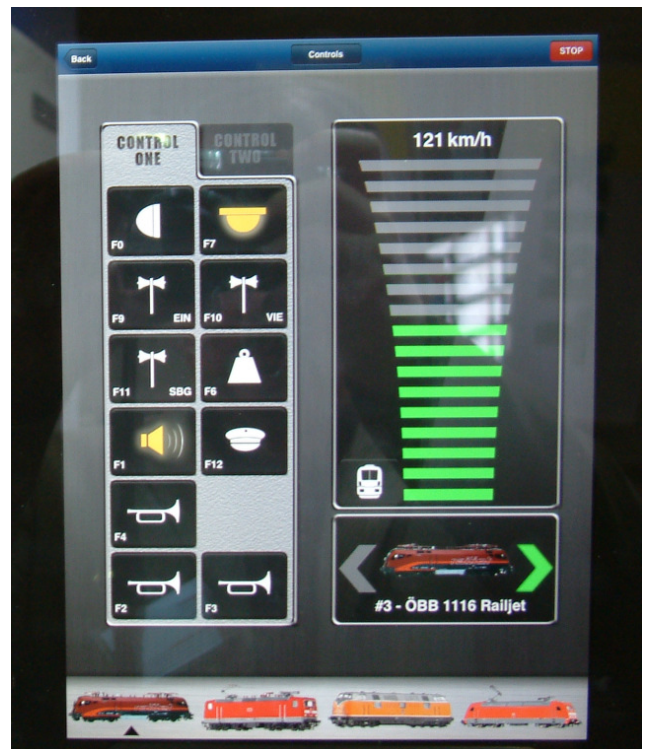 Back
Controls
STOP
CONTROL
ONE
CONTROL
TWO
121 km/h
F0
F7
F9 EIN
F10 VIE
F11 SBG
F6
F1
F12
F4
F2
F3
#3 - ÖBB 1116 Railjet